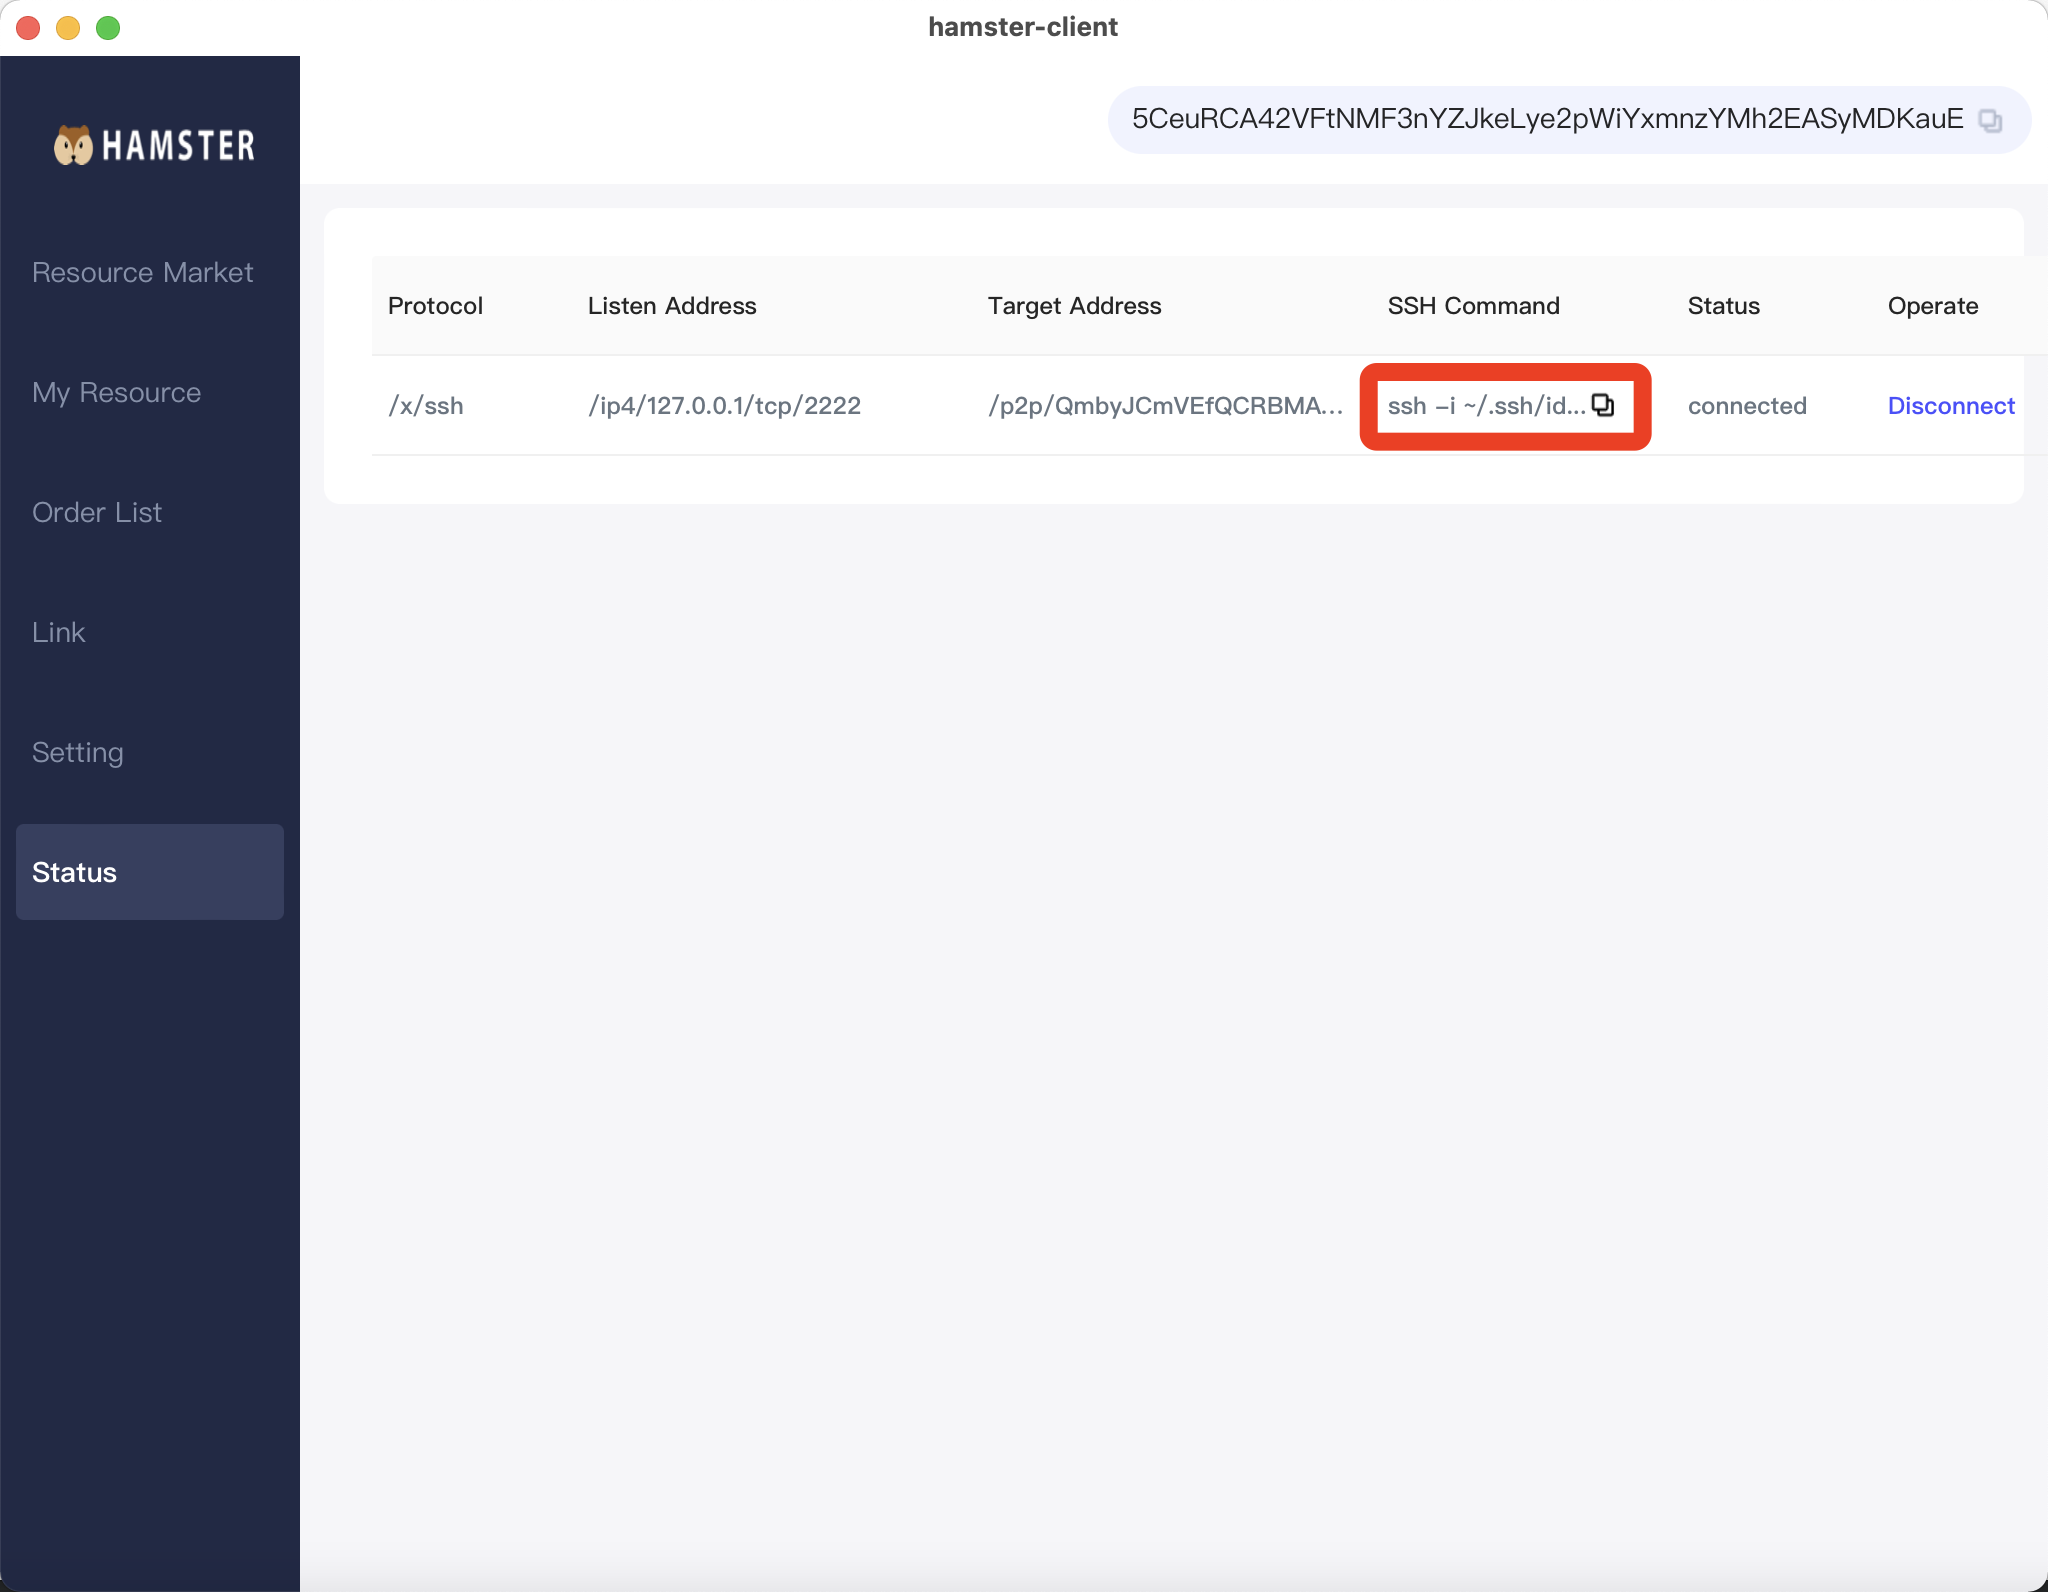 hamster-client
HAMSTER
5CeuRCA42VFtNMF3nYZJkeLye2pWiYxmnzYMh2EASyMDKauE
Resource Market
My Resource
Order List
Link
Setting
Status
Protocol Listen Address Target Address SSH Command Status Operate
/x/ssh /ip4/127.0.0.1/tcp/2222 /p2p/QmbyJCmVEfQCRBMA... ssh -i ~/.ssh/id... connected Disconnect